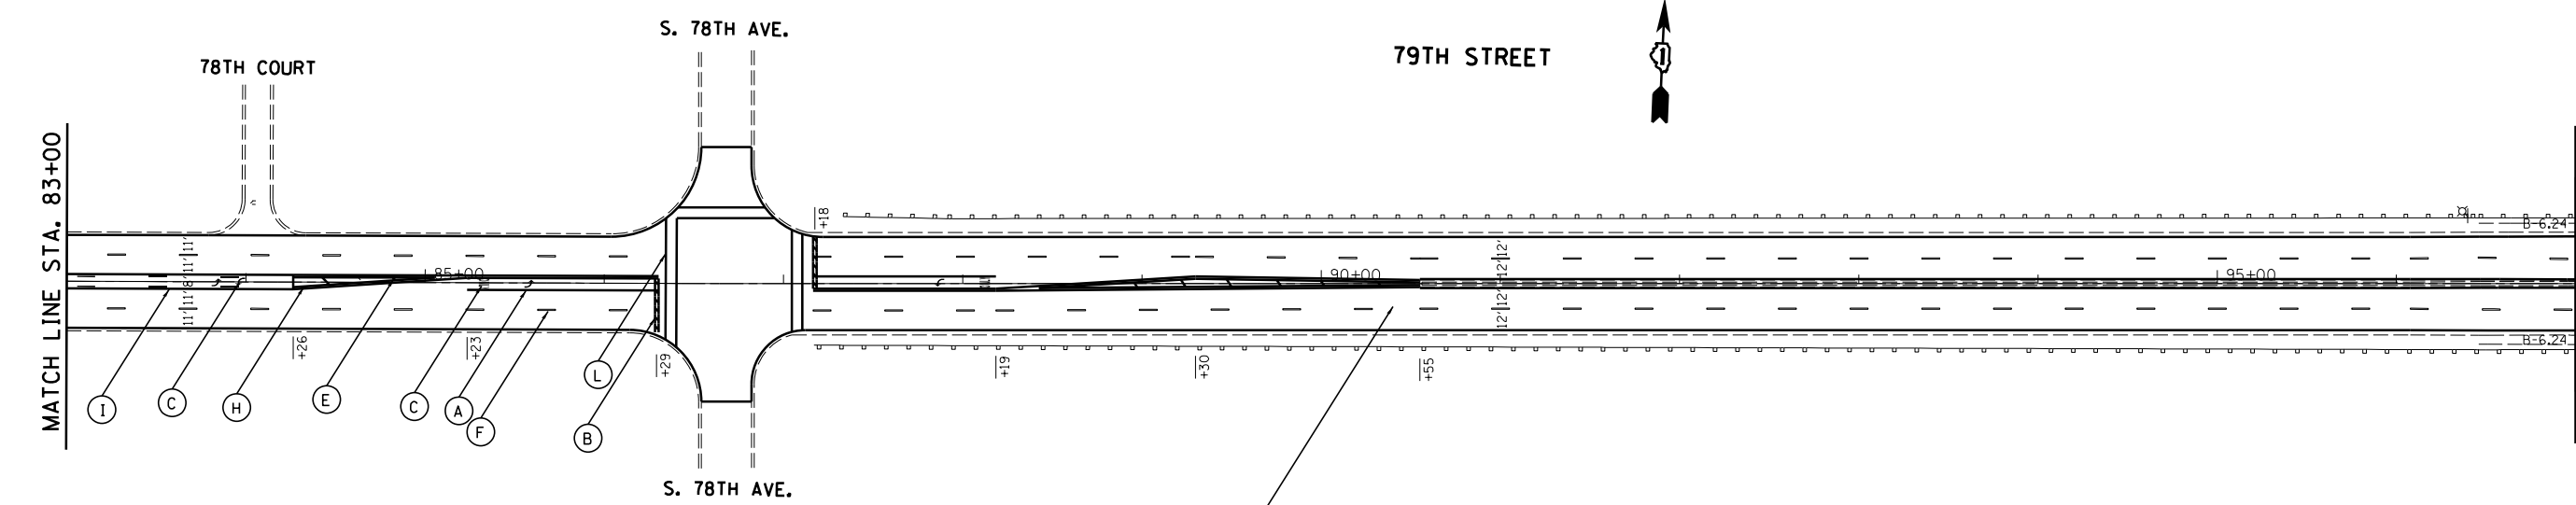 S. 78TH AVE.
79TH STREET
78TH COURT
MATCH LINE STA. 83+00
+18
B-6.24
11' 11' 8' 11' 11'
85+00
90+00
12' 12' 12' 12'
95+00
B-6.24
+26
+23
+29
+19
+30
+55
L
I
C
H
E
C
A
F
B
S. 78TH AVE.